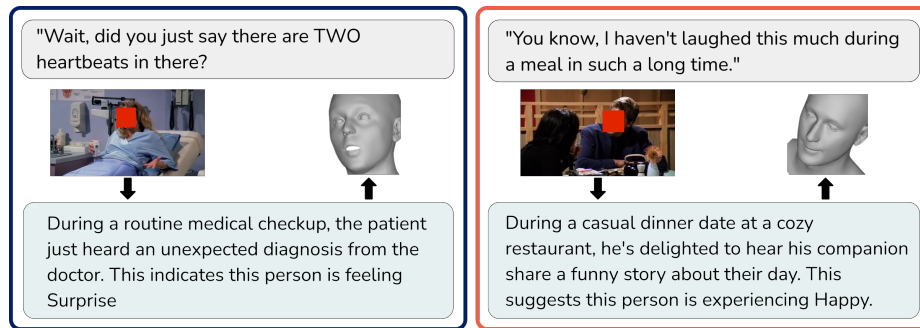 "Wait, did you just say there are TWO
heartbeats in there?
During a routine medical checkup, the patient
just heard an unexpected diagnosis from the
doctor. This indicates this person is feeling
Surprise
"You know, I haven't laughed this much during
a meal in such a long time."
During a casual dinner date at a cozy
restaurant, he's delighted to hear his companion
share a funny story about their day. This
suggests this person is experiencing Happy.